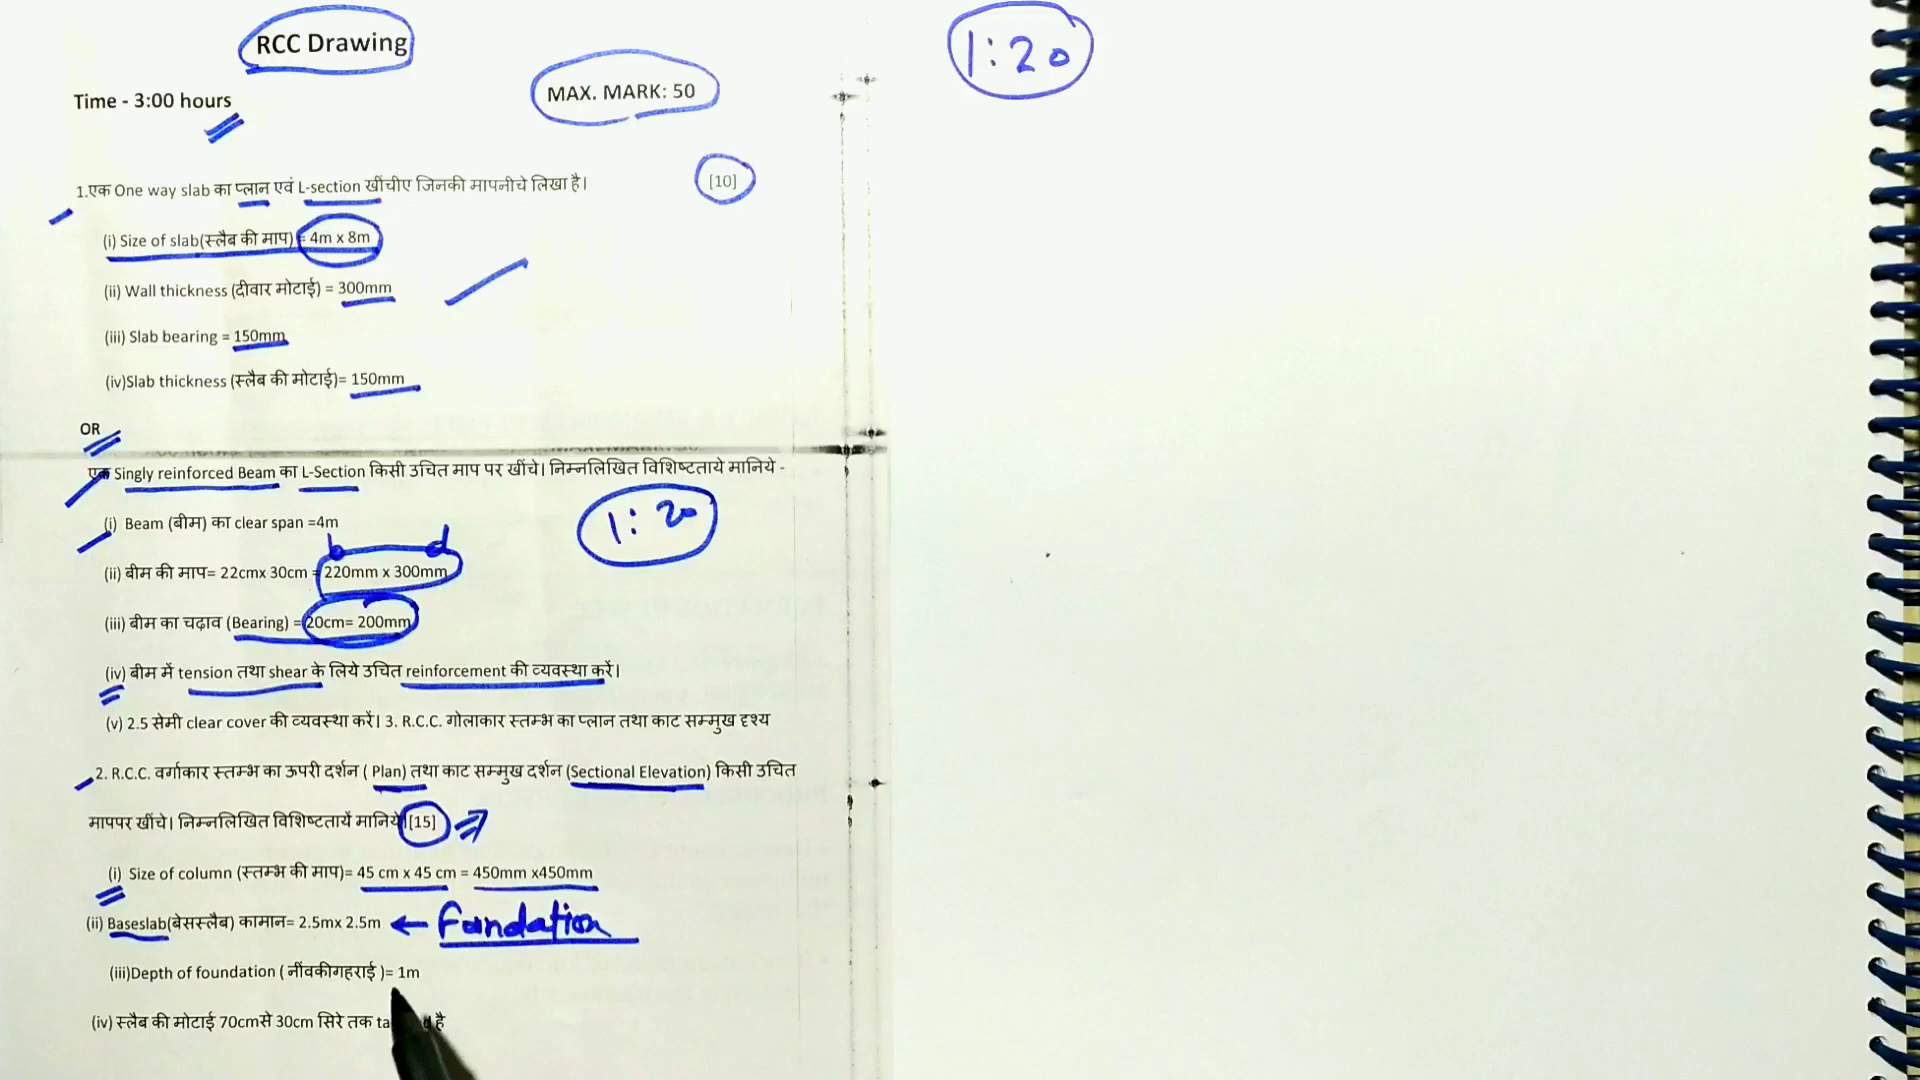 RCC Drawing
1:20
MAX. MARK: 50
Time - 3:00 hours
1.एक One way slab का प्लान एवं L-section खींचीए जिनकी मापनीचे लिखा है। [10]
(i) Size of slab(स्लैब की माप) = 4m x 8m
(ii) Wall thickness (दीवार मोटाई) = 300mm
(iii) Slab bearing = 150mm
(iv)Slab thickness (स्लैब की मोटाई)= 150mm
OR
एक Singly reinforced Beam का L-Section किसी उचित माप पर खींचे। निम्नलिखित विशिष्टताये मानिये -
(i) Beam (बीम) का clear span =4m
1:20
b d
(ii) बीम की माप= 22cmx 30cm = 220mm x 300mm
(iii) बीम का चढ़ाव (Bearing) = 20cm= 200mm
(iv) बीम में tension तथा shear के लिये उचित reinforcement की व्यवस्था करें।
(v) 2.5 सेमी clear cover की व्यवस्था करें। 3. R.C.C. गोलाकार स्तम्भ का प्लान तथा काट सम्मुख दृश्य
2. R.C.C. वर्गाकार स्तम्भ का ऊपरी दर्शन ( Plan) तथा काट सम्मुख दर्शन (Sectional Elevation) किसी उचित
मापपर खींचे। निम्नलिखित विशिष्टतायें मानिये। [15]
(i) Size of column (स्तम्भ की माप)= 45 cm x 45 cm = 450mm x450mm
(ii) Baseslab(बेसस्लैब) कामान= 2.5mx 2.5m ← Foundation
(iii)Depth of foundation ( नींवकीगहराई )= 1m
(iv) स्लैब की मोटाई 70cmसे 30cm सिरे तक है